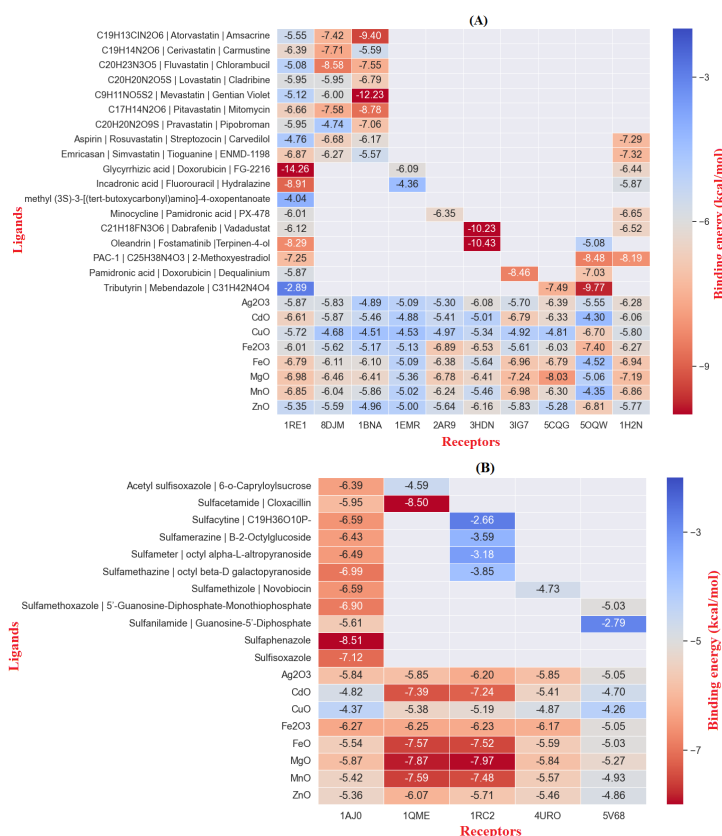 (A)
C19H13ClN2O6 | Atorvastatin | Amsacrine -5.55 -7.42 -9.40
C19H14N2O6 | Cerivastatin | Carmustine -6.39 -7.71 -5.59
C20H23N3O5 | Fluvastatin | Chlorambucil -5.08 -8.58 -7.55
C20H20N2O5S | Lovastatin | Cladribine -5.95 -5.95 -6.79
C9H11NO5S2 | Mevastatin | Gentian Violet -5.12 -6.00 -12.23
C17H14N2O6 | Pitavastatin | Mitomycin -6.66 -7.58 -8.78
C20H20N2O9S | Pravastatin | Pipobroman -5.95 -4.74 -7.06
Aspirin | Rosuvastatin | Streptozocin | Carvedilol -4.76 -6.68 -6.17 -7.29
Emricasan | Simvastatin | Tioguanine | ENMD-1198 -6.87 -6.27 -5.57 -7.32
Glycyrrhizic acid | Doxorubicin | FG-2216 -14.26 -6.09 -6.44
Incadronic acid | Fluorouracil | Hydralazine -8.91 -4.36 -5.87
methyl (3S)-3-[(tert-butoxycarbonyl)amino]-4-oxopentanoate -4.04
Minocycline | Pamidronic acid | PX-478 -6.01 -6.35 -6.65
C21H18FN3O6 | Dabrafenib | Vadadustat -6.12 -10.23 -6.52
Oleandrin | Fostamatinib |Terpinen-4-ol -8.29 -10.43 -5.08
PAC-1 | C25H38N4O3 | 2-Methoxyestradiol -7.25 -8.48 -8.19
Pamidronic acid | Doxorubicin | Dequalinium -5.87 -8.46 -7.03
Tributyrin | Mebendazole | C31H42N4O4 -2.89 -7.49 -9.77
Ag2O3 -5.87 -5.83 -4.89 -5.09 -5.30 -6.08 -5.70 -6.39 -5.55 -6.28
CdO -6.61 -5.87 -5.46 -4.88 -5.41 -5.01 -6.79 -6.33 -4.30 -6.06
CuO -5.72 -4.68 -4.51 -4.53 -4.97 -5.34 -4.92 -4.81 -6.70 -5.80
Fe2O3 -6.01 -5.62 -5.17 -5.13 -6.89 -6.53 -5.61 -6.03 -7.40 -6.27
FeO -6.79 -6.11 -6.10 -5.09 -6.38 -5.64 -6.96 -6.79 -4.52 -6.94
MgO -6.98 -6.46 -6.41 -5.36 -6.78 -6.41 -7.24 -8.03 -5.06 -7.19
MnO -6.85 -6.04 -5.86 -5.02 -6.24 -5.46 -6.98 -6.30 -4.35 -6.86
ZnO -5.35 -5.59 -4.96 -5.00 -5.64 -6.16 -5.83 -5.28 -6.81 -5.77
1RE1 8DJM 1BNA 1EMR 2AR9 3HDN 3IG7 5CQG 5OQW 1H2N
Receptors
Ligands
-3
-6
-9
Binding energy (kcal/mol)
(B)
Acetyl sulfisoxazole | 6-o-Capryloylsucrose -6.39 -4.59
Sulfacetamide | Cloxacillin -5.95 -8.50
Sulfacytine | C19H36O10P- -6.59 -2.66
Sulfamerazine | B-2-Octylglucoside -6.43 -3.59
Sulfameter | octyl alpha-L-altropyranoside -6.49 -3.18
Sulfamethazine | octyl beta-D galactopyranoside -6.99 -3.85
Sulfamethizole | Novobiocin -6.59 -4.73
Sulfamethoxazole | 5′-Guanosine-Diphosphate-Monothiophosphate -6.90 -5.03
Sulfanilamide | Guanosine-5′-Diphosphate -5.61 -2.79
Sulfaphenazole -8.51
Sulfisoxazole -7.12
Ag2O3 -5.84 -5.85 -6.20 -5.85 -5.05
CdO -4.82 -7.39 -7.24 -5.41 -4.70
CuO -4.37 -5.38 -5.19 -4.87 -4.26
Fe2O3 -6.27 -6.25 -6.23 -6.17 -5.05
FeO -5.54 -7.57 -7.52 -5.59 -5.03
MgO -5.87 -7.87 -7.97 -5.84 -5.27
MnO -5.42 -7.59 -7.48 -5.57 -4.93
ZnO -5.36 -6.07 -5.71 -5.46 -4.86
1AJ0 1QME 1RC2 4URO 5V68
Receptors
Ligands
-3
-5
-7
Binding energy (kcal/mol)